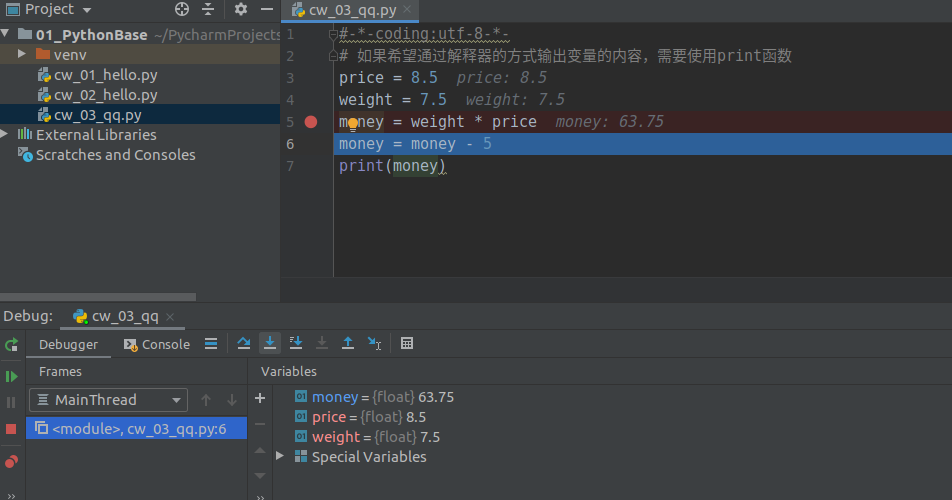 Project
cw_03_qq.py
01_PythonBase ~/PycharmProjects
venv
cw_01_hello.py
cw_02_hello.py
cw_03_qq.py
External Libraries
Scratches and Consoles
1 #-*-coding:utf-8-*-
2 # 如果希望通过解释器的方式输出变量的内容，需要使用print函数
3 price = 8.5 price: 8.5
4 weight = 7.5 weight: 7.5
5 money = weight * price money: 63.75
6 money = money - 5
7 print(money)
Debug: cw_03_qq
Debugger Console
Frames
MainThread
<module>, cw_03_qq.py:6
Variables
money = {float} 63.75
price = {float} 8.5
weight = {float} 7.5
Special Variables